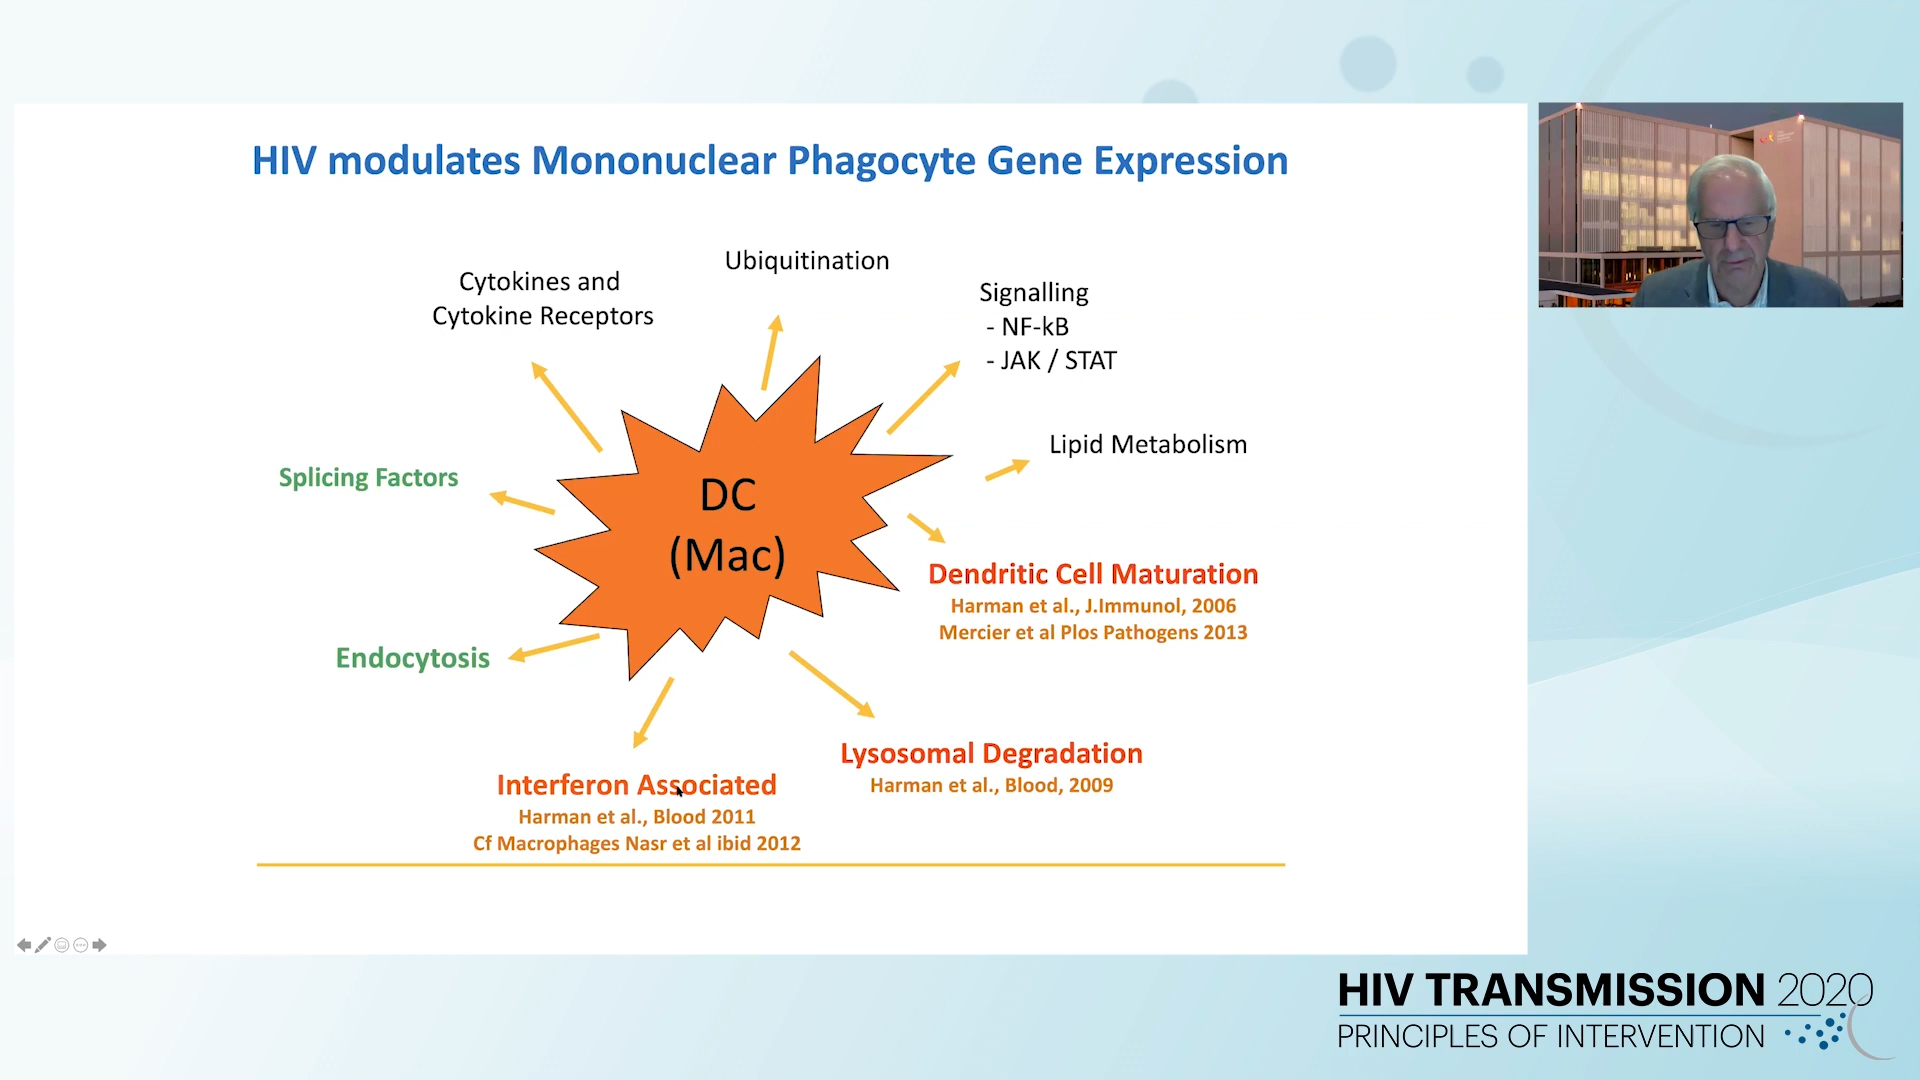 HIV modulates Mononuclear Phagocyte Gene Expression
Ubiquitination
Cytokines and
Cytokine Receptors
Signalling
- NF-kB
- JAK / STAT
Lipid Metabolism
Splicing Factors
DC
(Mac)
Dendritic Cell Maturation
Harman et al., J.Immunol, 2006
Mercier et al Plos Pathogens 2013
Endocytosis
Lysosomal Degradation
Harman et al., Blood, 2009
Interferon Associated
Harman et al., Blood 2011
Cf Macrophages Nasr et al ibid 2012
HIV TRANSMISSION 2020
PRINCIPLES OF INTERVENTION